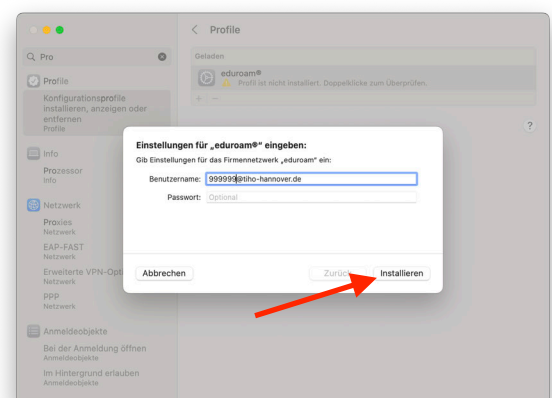 Profile
Pro
Geladen
eduroam®
Profil ist nicht installiert. Doppelklicke zum Überprüfen
+ −
?
Profile
Konfigurationsprofile
installieren, anzeigen oder
entfernen
Profile
Info
Prozessor
Info
Netzwerk
Proxies
Netzwerk
EAP-FAST
Netzwerk
Erweiterte VPN-Opti
Netzwerk
PPP
Netzwerk
Anmeldeobjekte
Bei der Anmeldung öffnen
Anmeldeobjekte
Im Hintergrund erlauben
Anmeldeobjekte
Einstellungen für „eduroam®“ eingeben:
Gib Einstellungen für das Firmennetzwerk „eduroam“ ein:
Benutzername: 999999@tiho-hannover.de
Passwort: Optional
Abbrechen Zurück Installieren